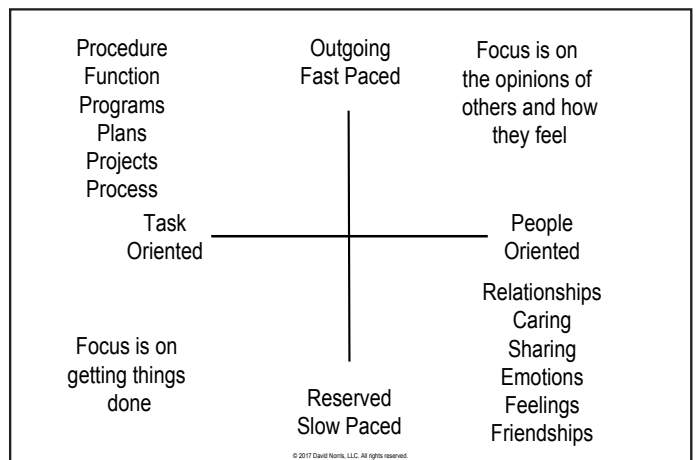 Procedure
Function
Programs
Plans
Projects
Process
Outgoing
Fast Paced
Focus is on
the opinions of
others and how
they feel
Task
Oriented
People
Oriented
Focus is on
getting things
done
Reserved
Slow Paced
Relationships
Caring
Sharing
Emotions
Feelings
Friendships
© 2017 David Norris, LLC. All rights reserved.